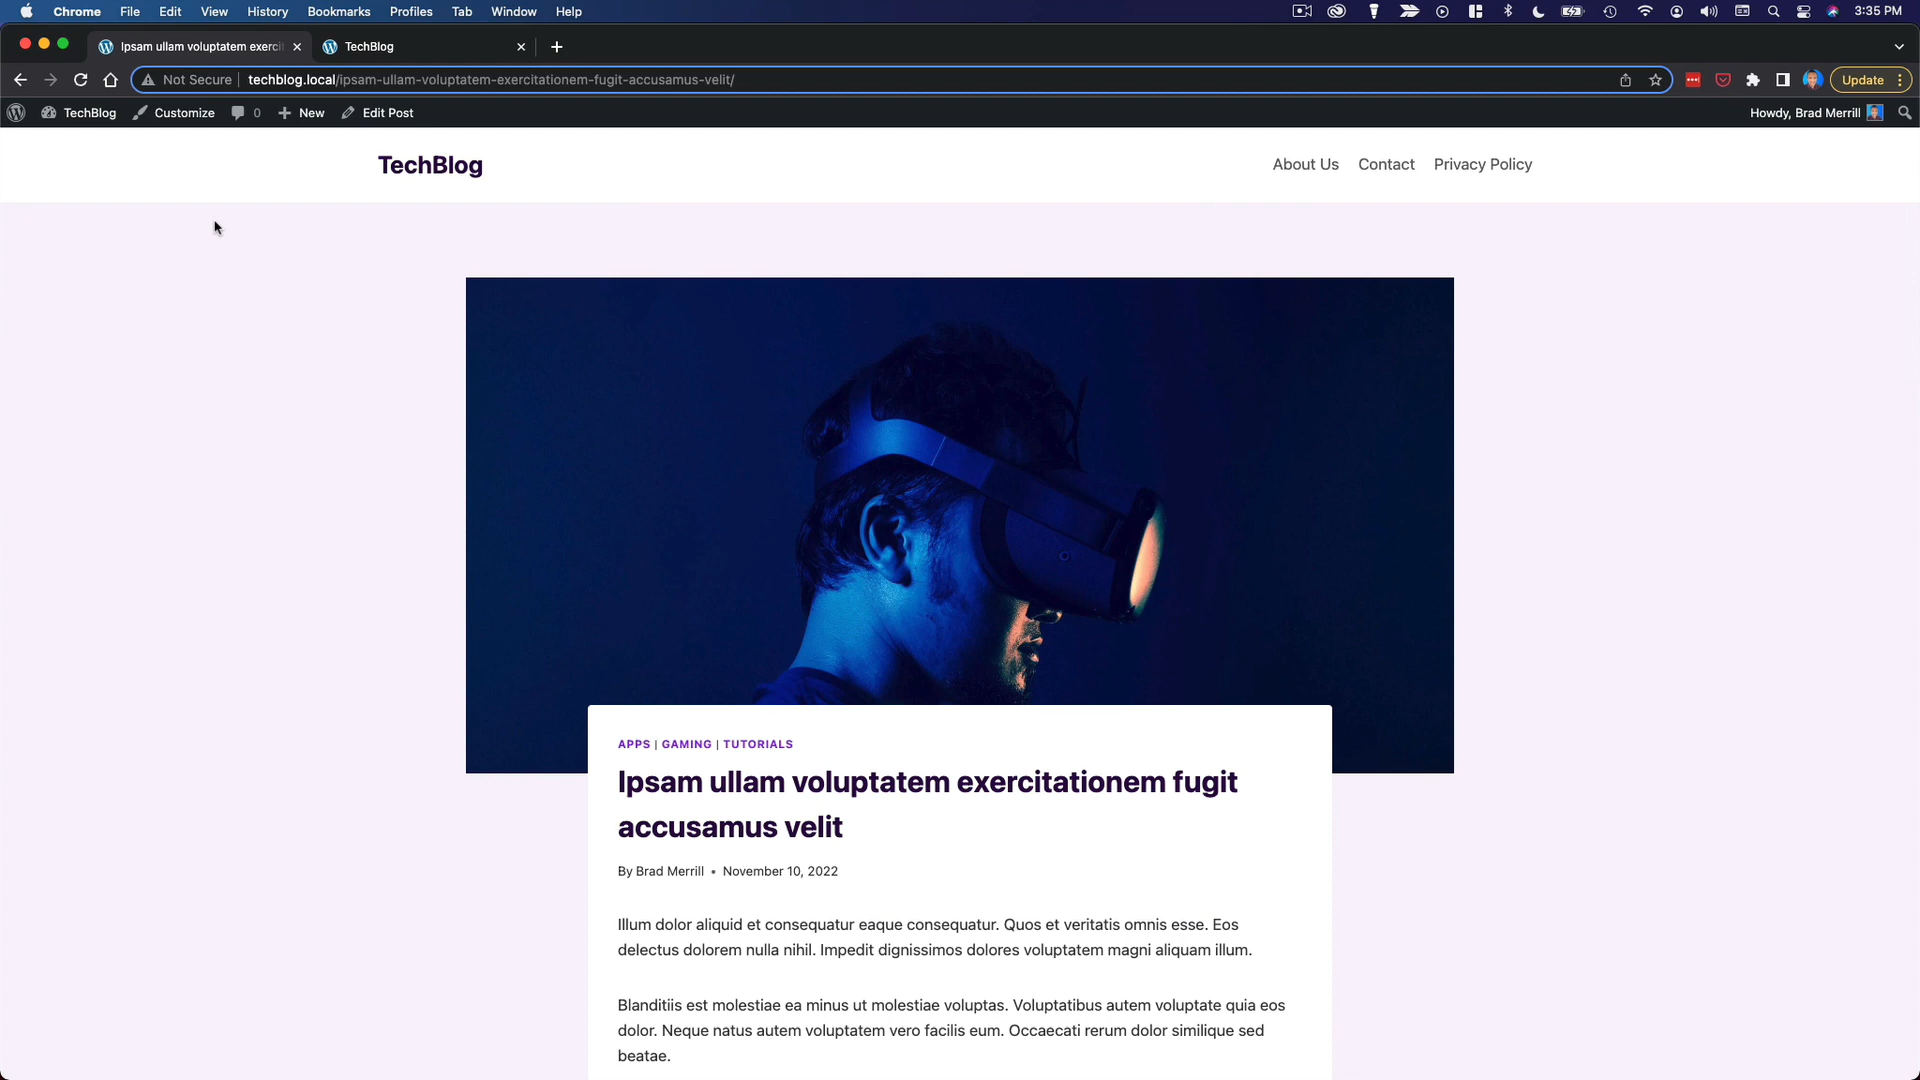 Chrome File Edit View History Bookmarks Profiles Tab Window Help 3:35 PM
Ipsam ullam voluptatem exercit TechBlog
Not Secure techblog.local/ipsam-ullam-voluptatem-exercitationem-fugit-accusamus-velit/ Update
TechBlog Customize 0 New Edit Post Howdy, Brad Merrill
TechBlog About Us Contact Privacy Policy
APPS | GAMING | TUTORIALS
Ipsam ullam voluptatem exercitationem fugit
accusamus velit
By Brad Merrill • November 10, 2022
Illum dolor aliquid et consequatur eaque consequatur. Quos et veritatis omnis esse. Eos
delectus dolorem nulla nihil. Impedit dignissimos dolores voluptatem magni aliquam illum.
Blanditiis est molestiae ea minus ut molestiae voluptas. Voluptatibus autem voluptate quia eos
dolor. Neque natus autem voluptatem vero facilis eum. Occaecati rerum dolor similique sed
beatae.